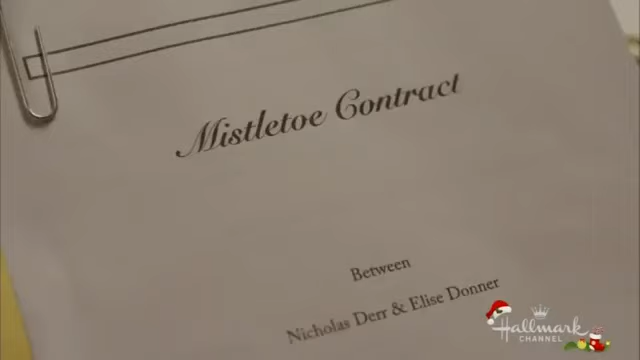 Mistletoe Contract
Between
Nicholas Derr & Elise Donner
Hallmark
CHANNEL